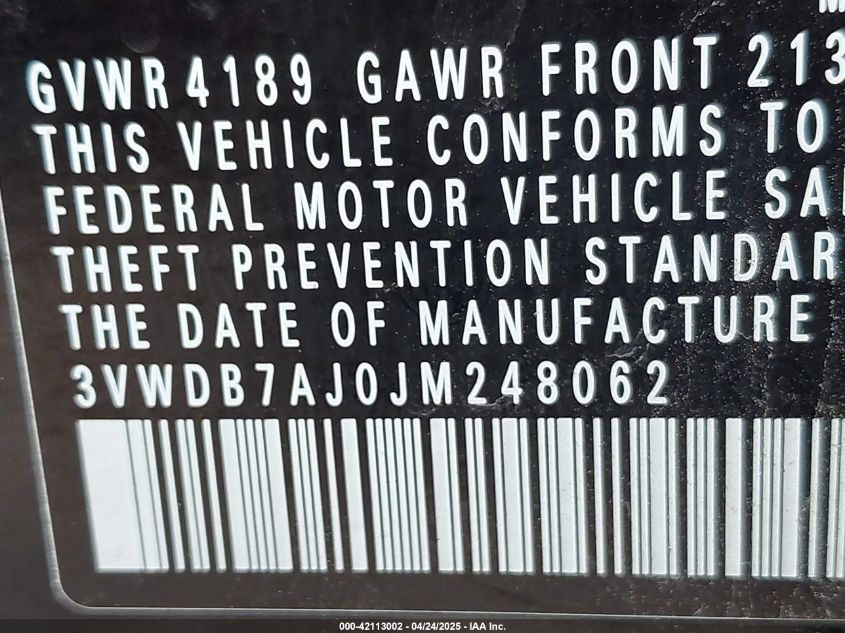 GVWR 4189 GAWR FRONT 213
THIS VEHICLE CONFORMS TO
FEDERAL MOTOR VEHICLE SA
THEFT PREVENTION STANDAR
THE DATE OF MANUFACTURE
3VWDB7AJ0JM248062
000-42113002 - 04/24/2025 - IAA Inc.